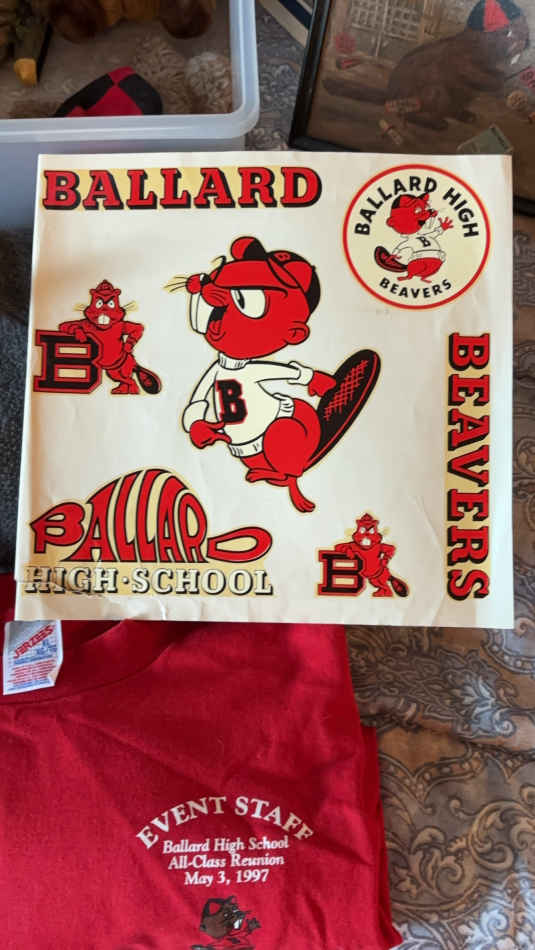 BALLARD
BALLARD HIGH
B
BEAVERS
B
B
BEAVERS
BALLARD
HIGH·SCHOOL
B
JERZEES
EVENT STAFF
Ballard High School
All-Class Reunion
May 3, 1997